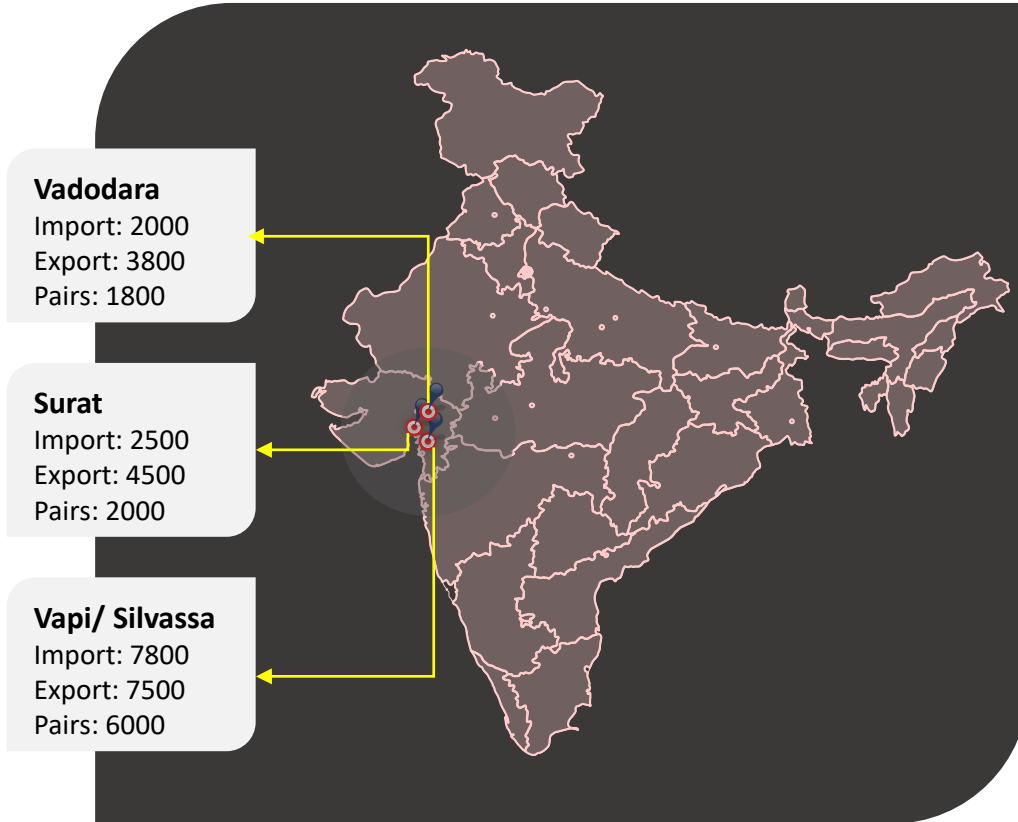 Vadodara
Import: 2000
Export: 3800
Pairs: 1800
Surat
Import: 2500
Export: 4500
Pairs: 2000
Vapi/ Silvassa
Import: 7800
Export: 7500
Pairs: 6000